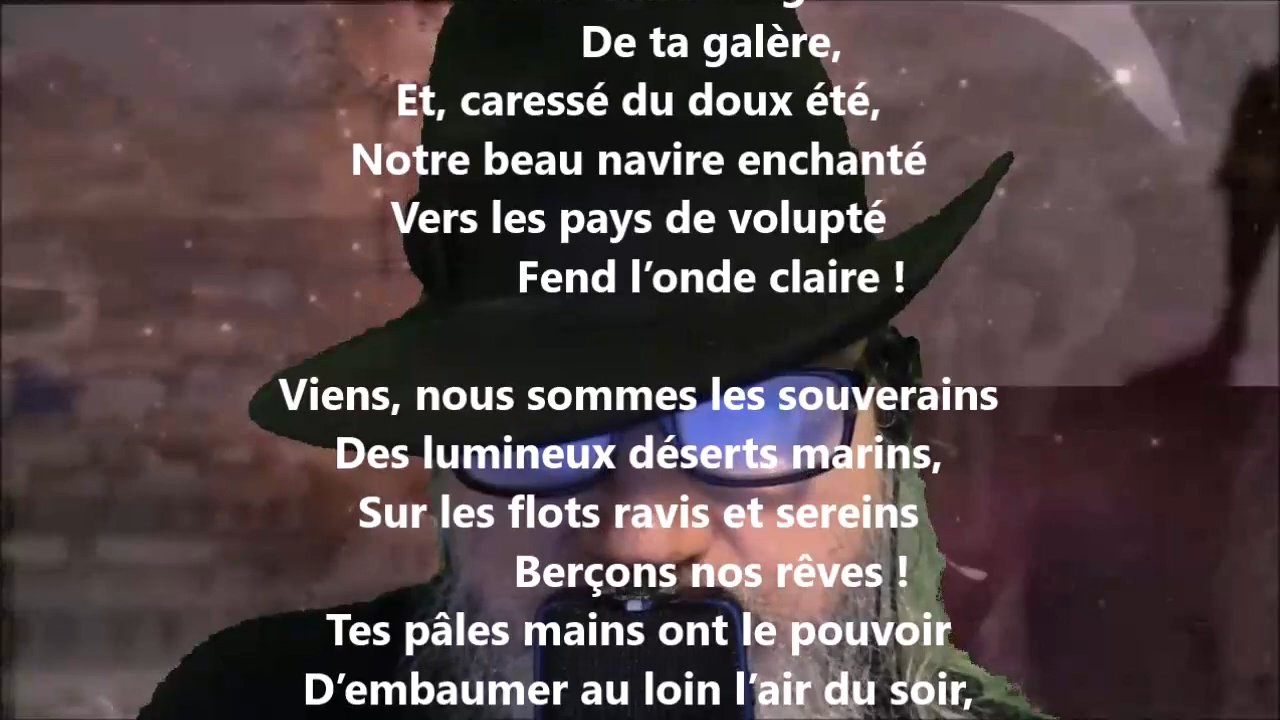 De ta galère,
Et, caressé du doux été,
Notre beau navire enchanté
Vers les pays de volupté
Fend l’onde claire !
Viens, nous sommes les souverains
Des lumineux déserts marins,
Sur les flots ravis et sereins
Berçons nos rêves !
Tes pâles mains ont le pouvoir
D’embaumer au loin l’air du soir,